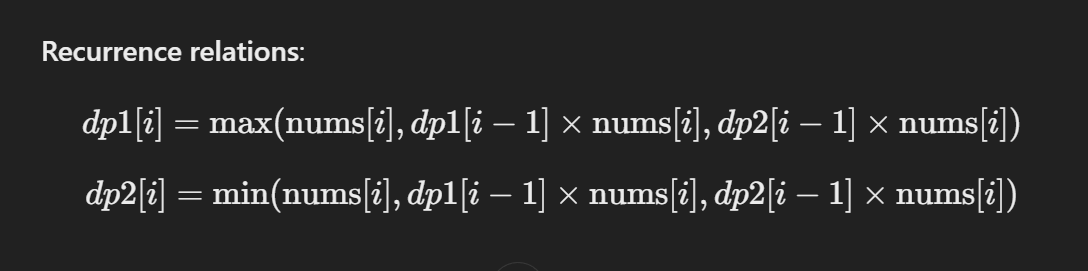 Recurrence relations:
dp1[i] = max(nums[i], dp1[i − 1] × nums[i], dp2[i − 1] × nums[i])
dp2[i] = min(nums[i], dp1[i − 1] × nums[i], dp2[i − 1] × nums[i])